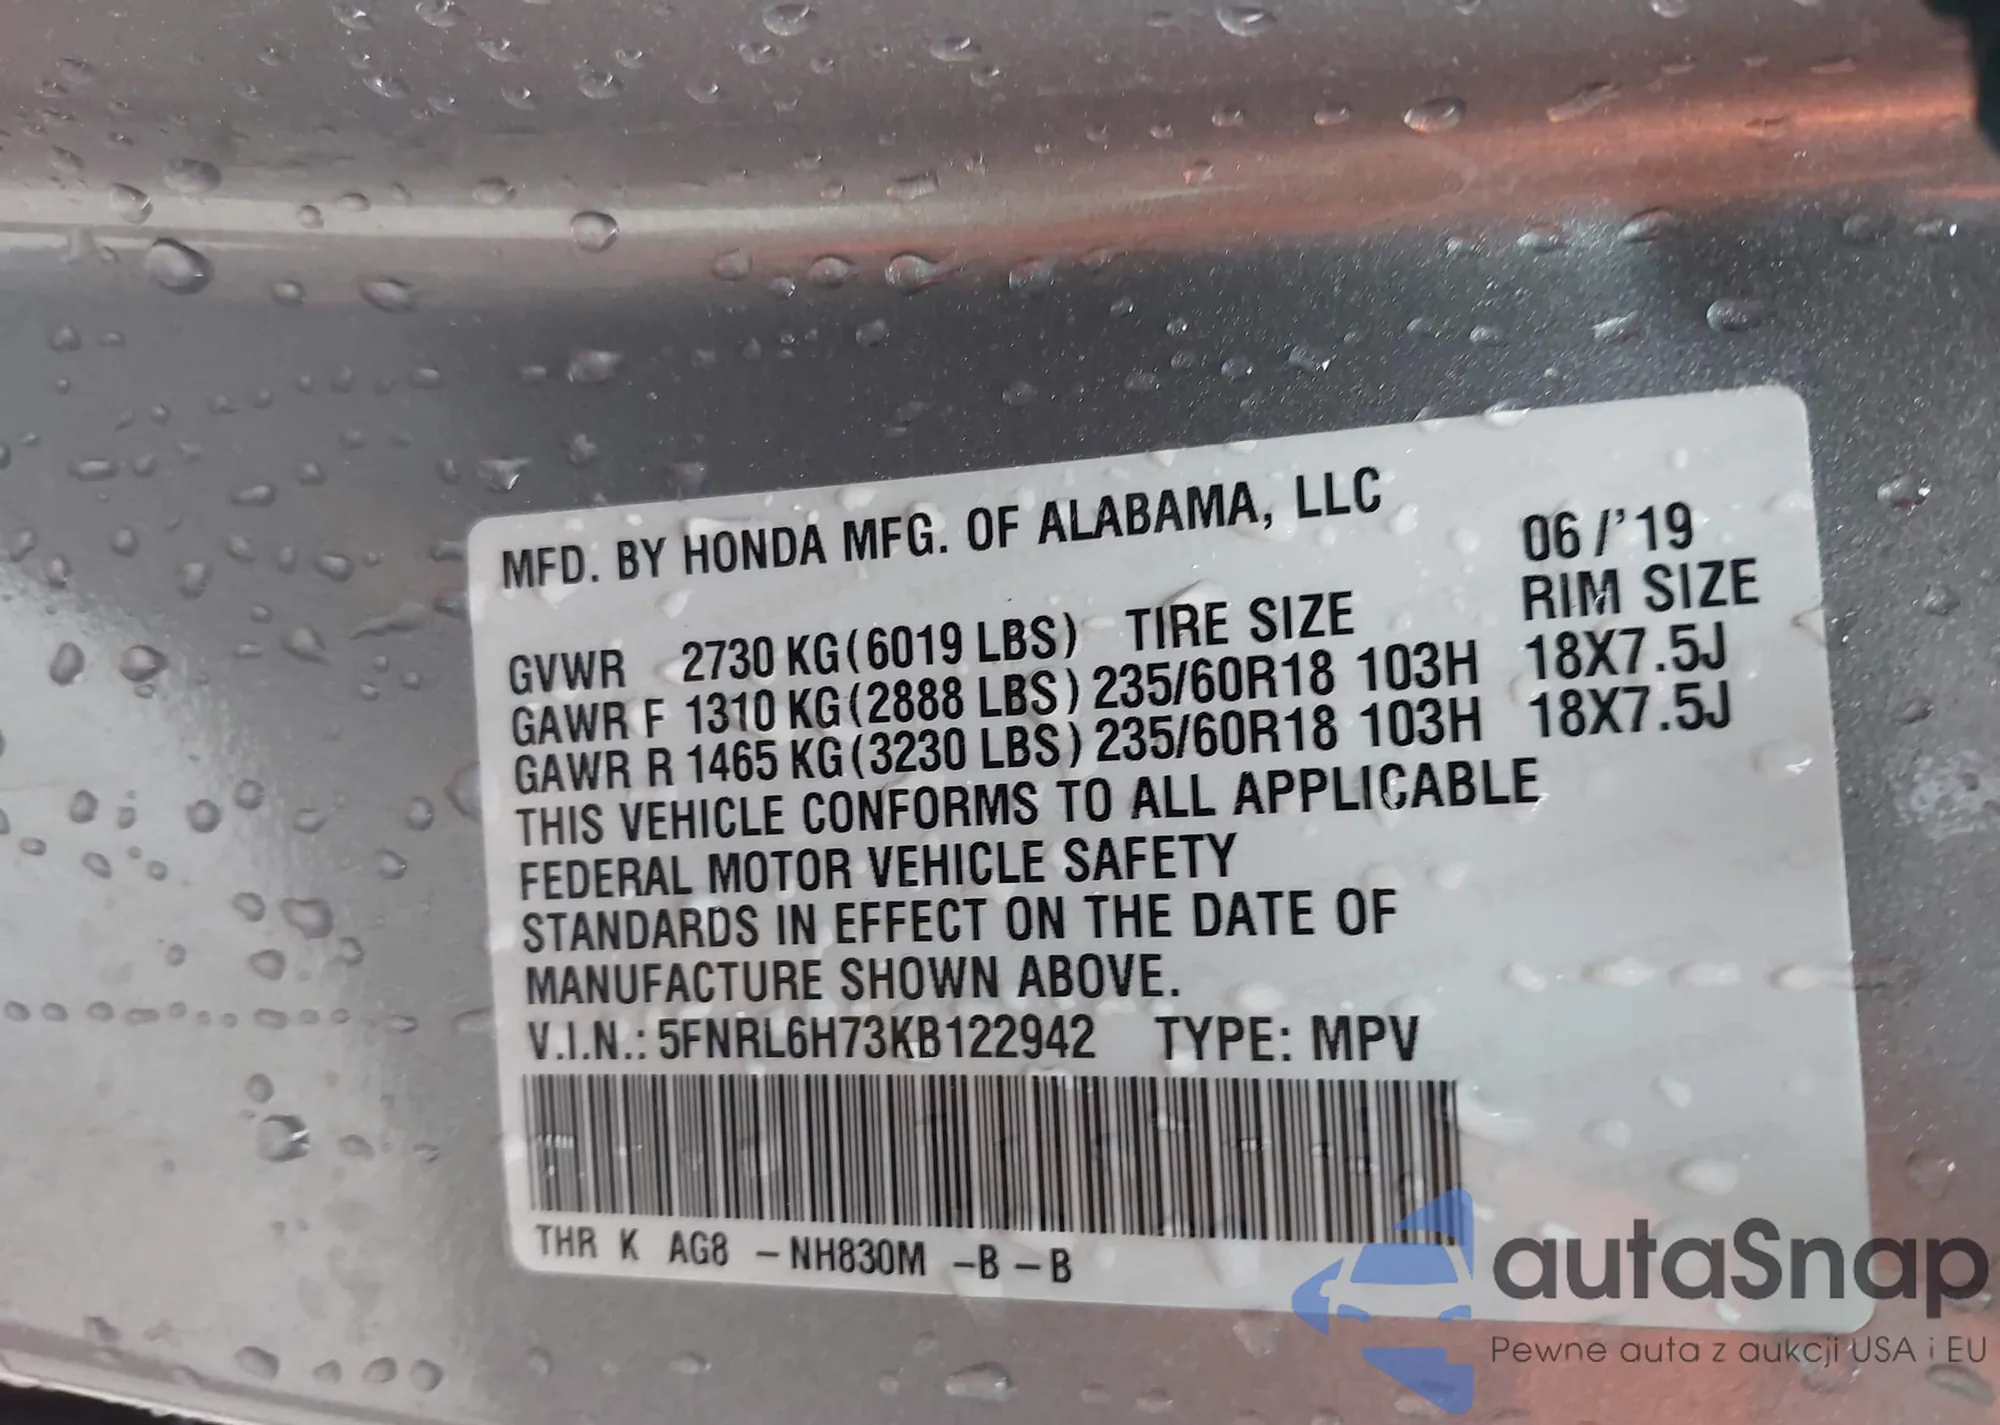 MFD. BY HONDA MFG. OF ALABAMA, LLC 06/'19
GVWR 2730 KG(6019 LBS) TIRE SIZE RIM SIZE
GAWR F 1310 KG(2888 LBS) 235/60R18 103H 18X7.5J
GAWR R 1465 KG(3230 LBS) 235/60R18 103H 18X7.5J
THIS VEHICLE CONFORMS TO ALL APPLICABLE
FEDERAL MOTOR VEHICLE SAFETY
STANDARDS IN EFFECT ON THE DATE OF
MANUFACTURE SHOWN ABOVE.
V.I.N.: 5FNRL6H73KB122942 TYPE: MPV
THR K AG8 -NH830M -B-B
autaSnap
Pewne auta z aukcji USA i EU